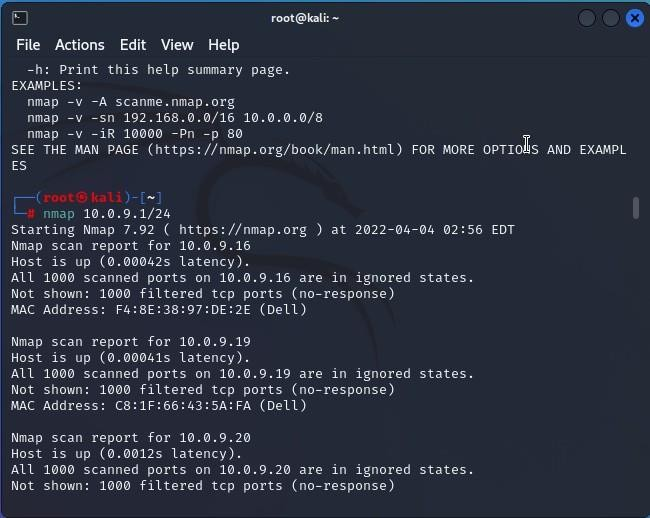 root@kali: ~
File Actions Edit View Help
-h: Print this help summary page.
EXAMPLES:
nmap -v -A scanme.nmap.org
nmap -v -sn 192.168.0.0/16 10.0.0.0/8
nmap -v -iR 10000 -Pn -p 80
SEE THE MAN PAGE (https://nmap.org/book/man.html) FOR MORE OPTIONS AND EXAMPL
ES
┌──(root㉿kali)-[~]
└─# nmap 10.0.9.1/24
Starting Nmap 7.92 ( https://nmap.org ) at 2022-04-04 02:56 EDT
Nmap scan report for 10.0.9.16
Host is up (0.00042s latency).
All 1000 scanned ports on 10.0.9.16 are in ignored states.
Not shown: 1000 filtered tcp ports (no-response)
MAC Address: F4:8E:38:97:DE:2E (Dell)
Nmap scan report for 10.0.9.19
Host is up (0.00041s latency).
All 1000 scanned ports on 10.0.9.19 are in ignored states.
Not shown: 1000 filtered tcp ports (no-response)
MAC Address: C8:1F:66:43:5A:FA (Dell)
Nmap scan report for 10.0.9.20
Host is up (0.0012s latency).
All 1000 scanned ports on 10.0.9.20 are in ignored states.
Not shown: 1000 filtered tcp ports (no-response)